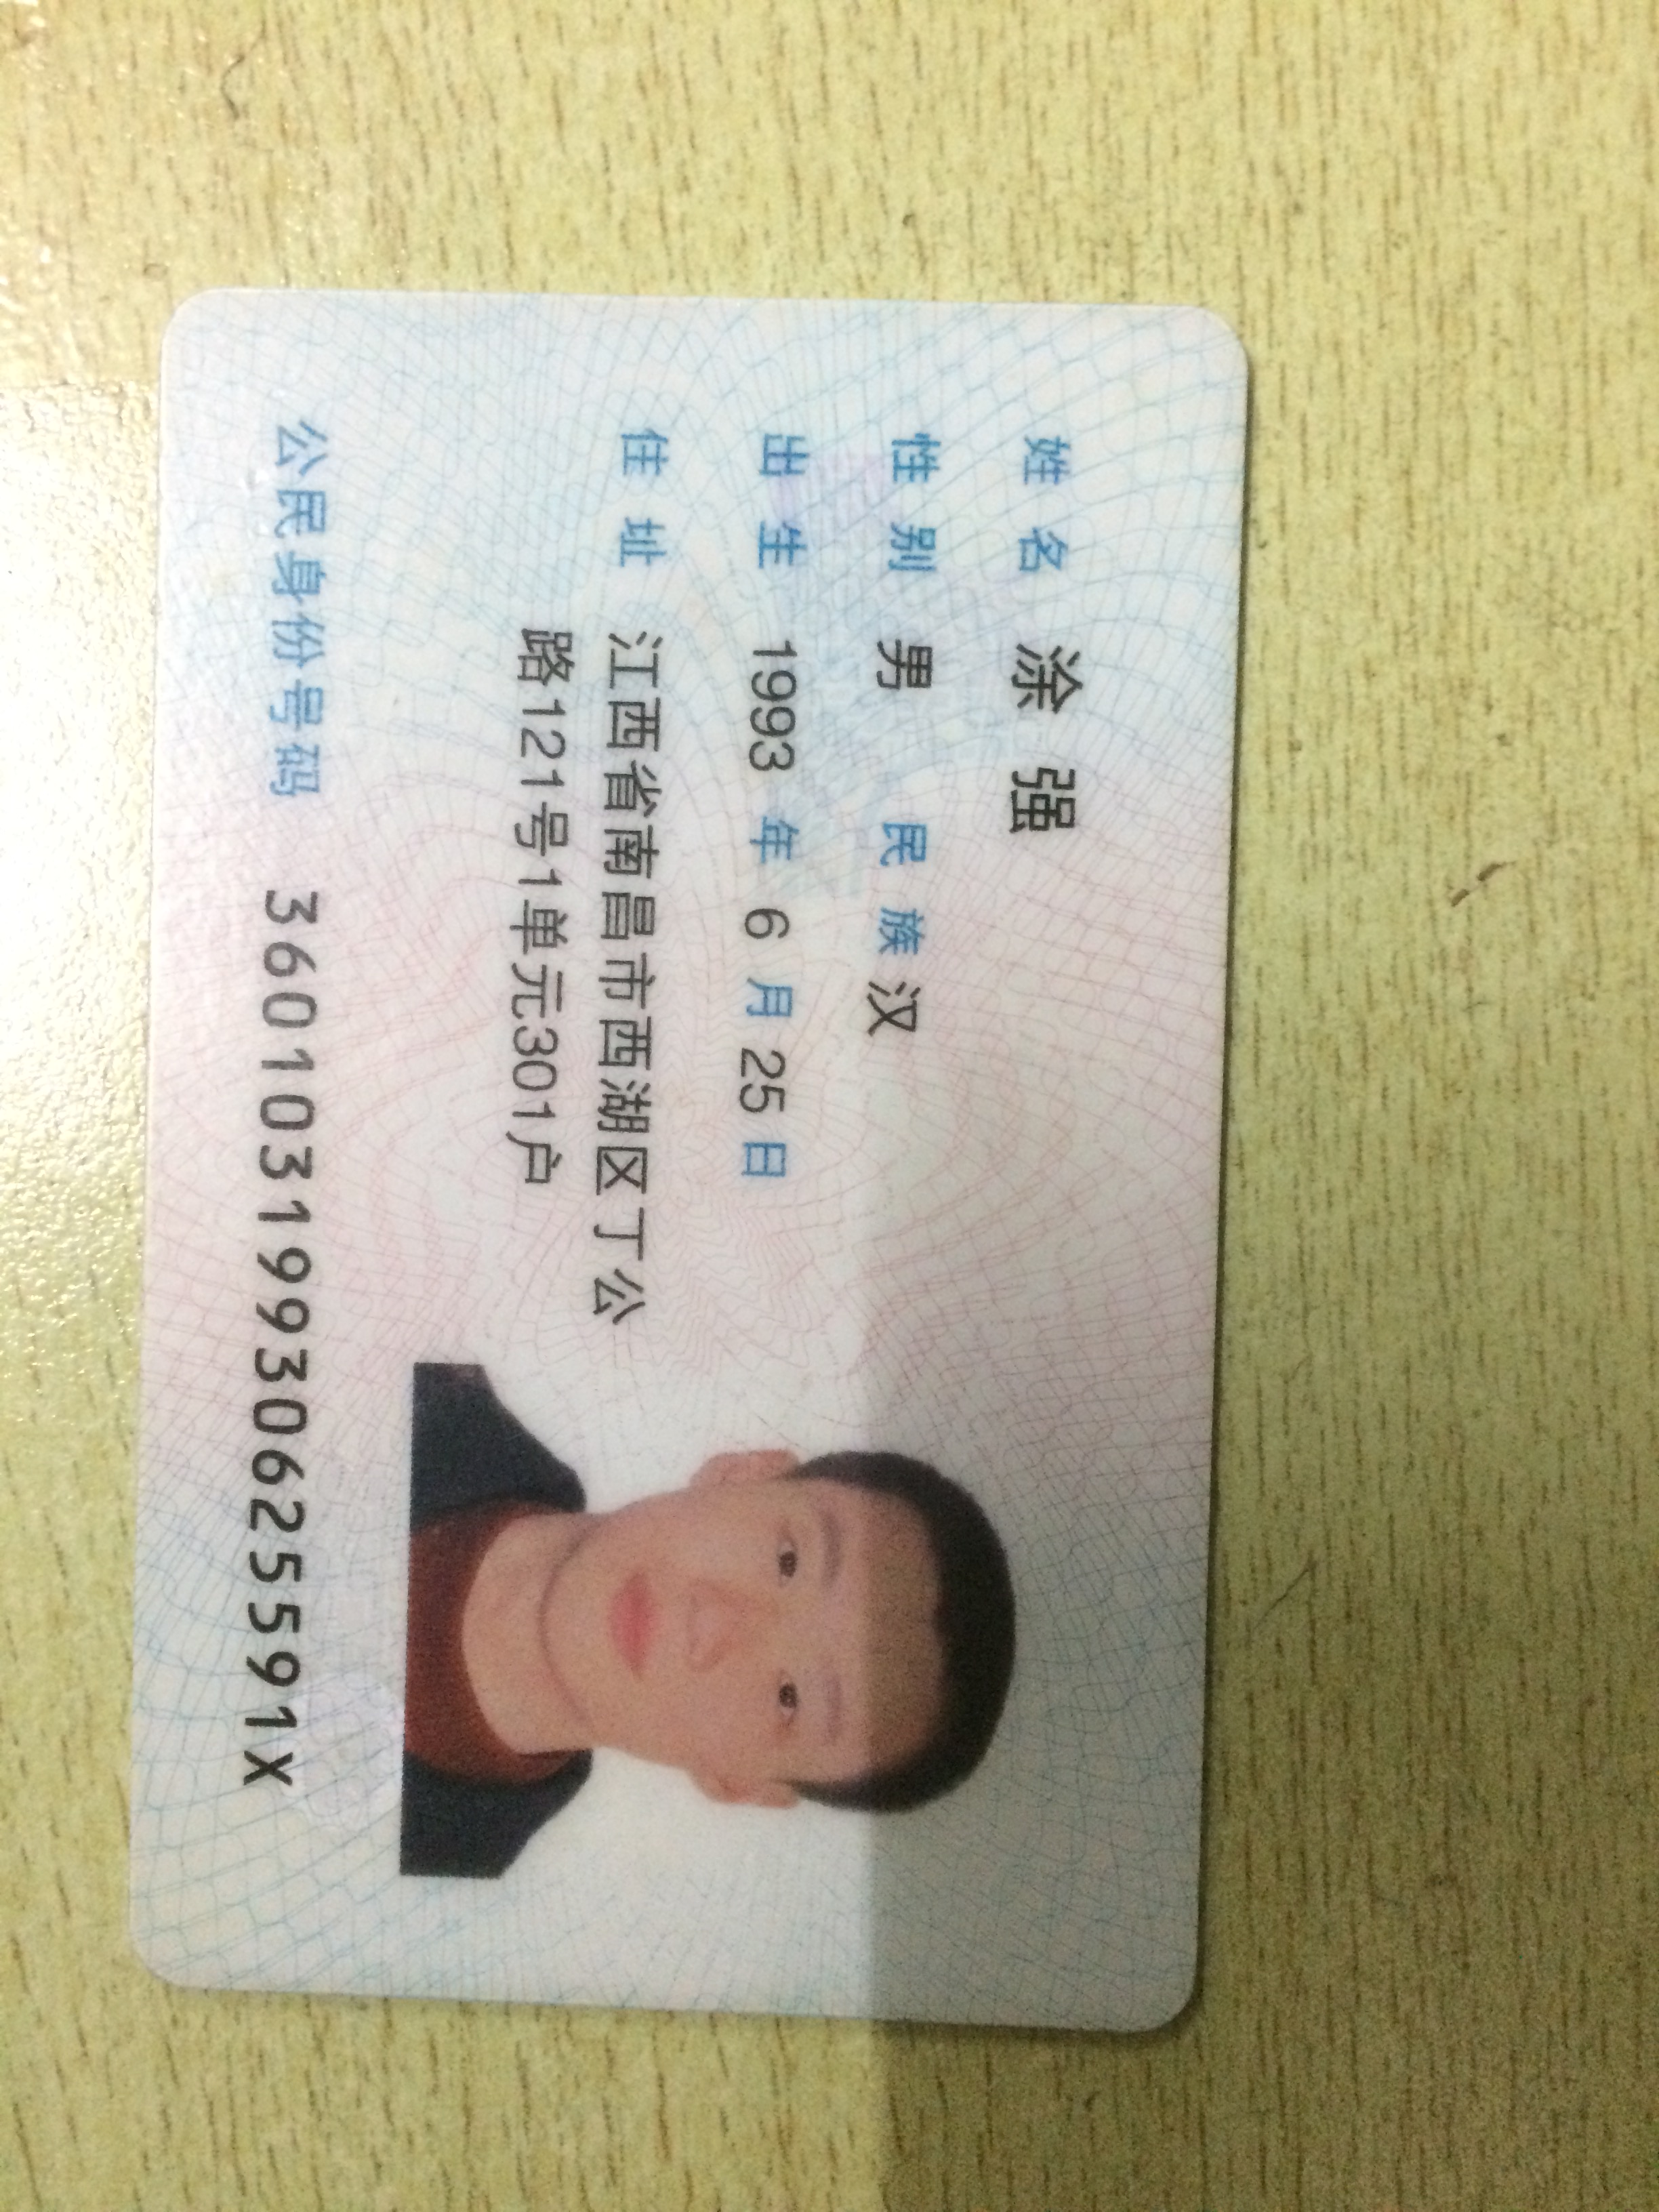 姓名 涂强
性别 男 民族 汉
出生 1993 年 6 月 25 日
住址 江西省南昌市西湖区丁公
路121号1单元301户
公民身份号码 36010319930625591X